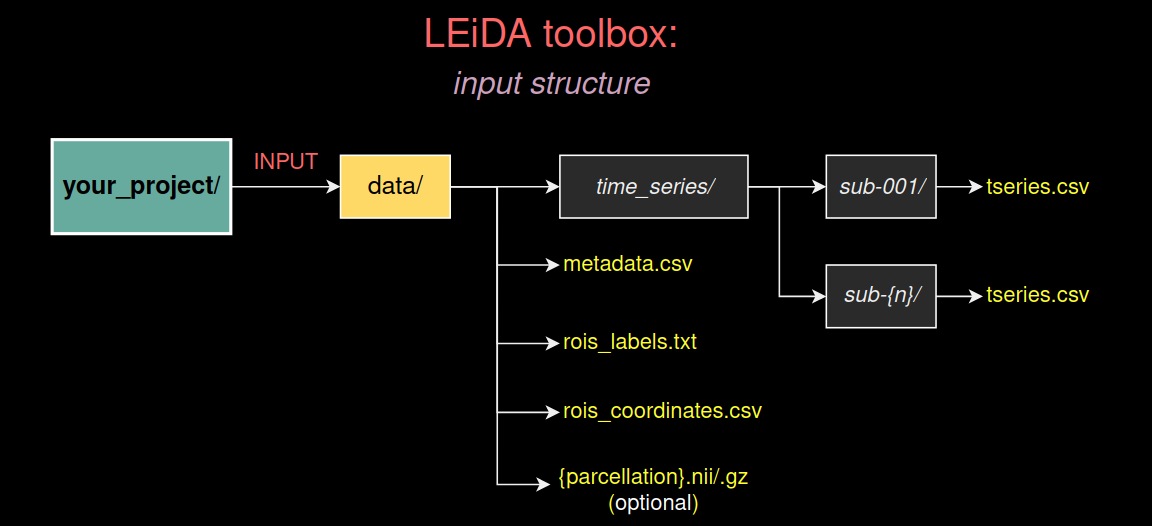 LEiDA toolbox:
input structure
your_project/
INPUT
data/
time_series/
sub-001/
tseries.csv
metadata.csv
sub-{n}/
tseries.csv
rois_labels.txt
rois_coordinates.csv
{parcellation}.nii/.gz
(optional)